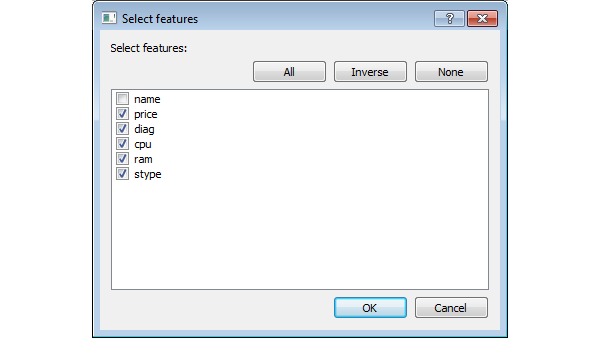 Select features
?
Select features:
All Inverse None
name
price
diag
cpu
ram
stype
OK Cancel